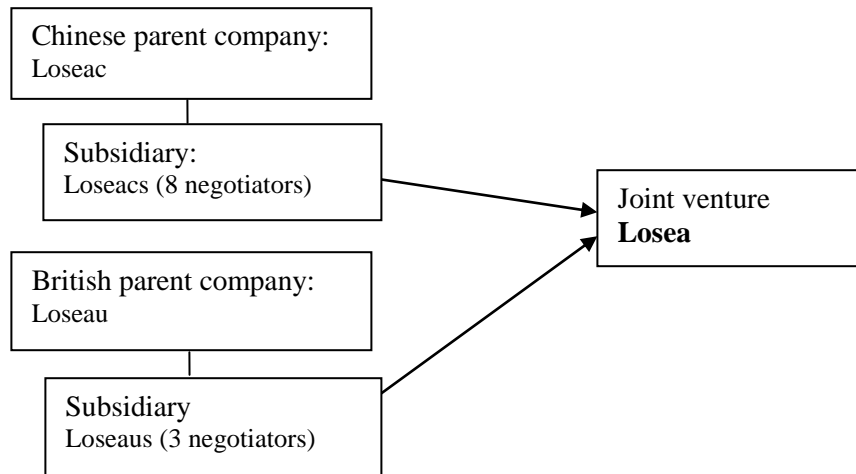 Chinese parent company:
Loseac
Subsidiary:
Loseacs (8 negotiators)
Joint venture
Losea
British parent company:
Loseau
Subsidiary
Loseaus (3 negotiators)